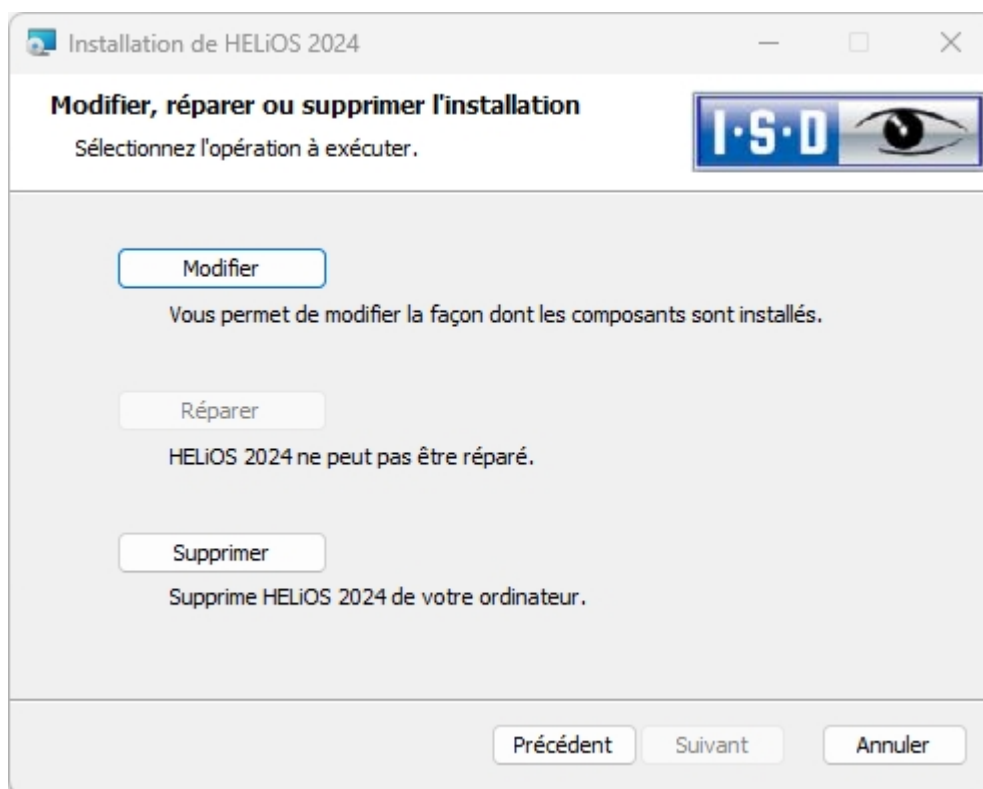 Installation de HELiOS 2024
Modifier, réparer ou supprimer l'installation
Sélectionnez l'opération à exécuter.
I·S·D
Modifier
Vous permet de modifier la façon dont les composants sont installés.
Réparer
HELiOS 2024 ne peut pas être réparé.
Supprimer
Supprime HELiOS 2024 de votre ordinateur.
Précédent
Suivant
Annuler